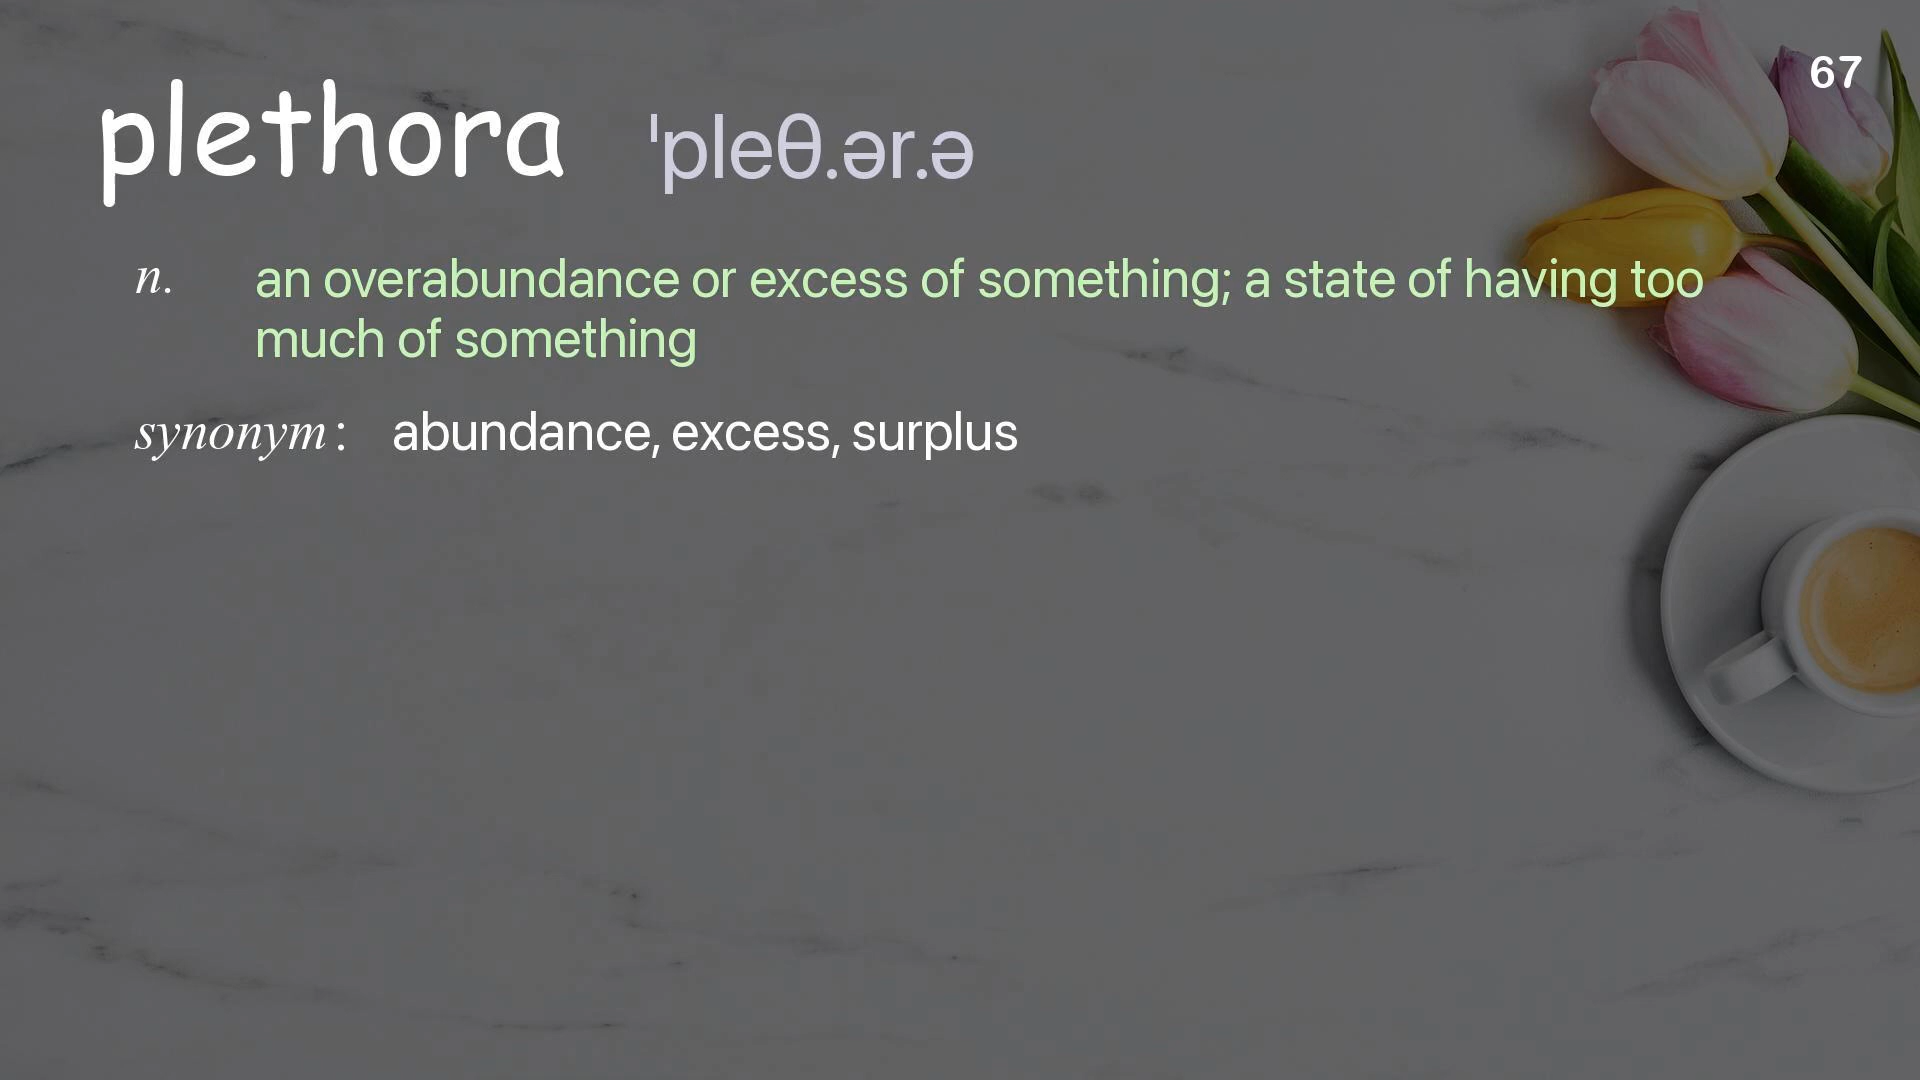 67
plethora ˈpleθ.ər.ə
n. an overabundance or excess of something; a state of having too
much of something
synonym: abundance, excess, surplus